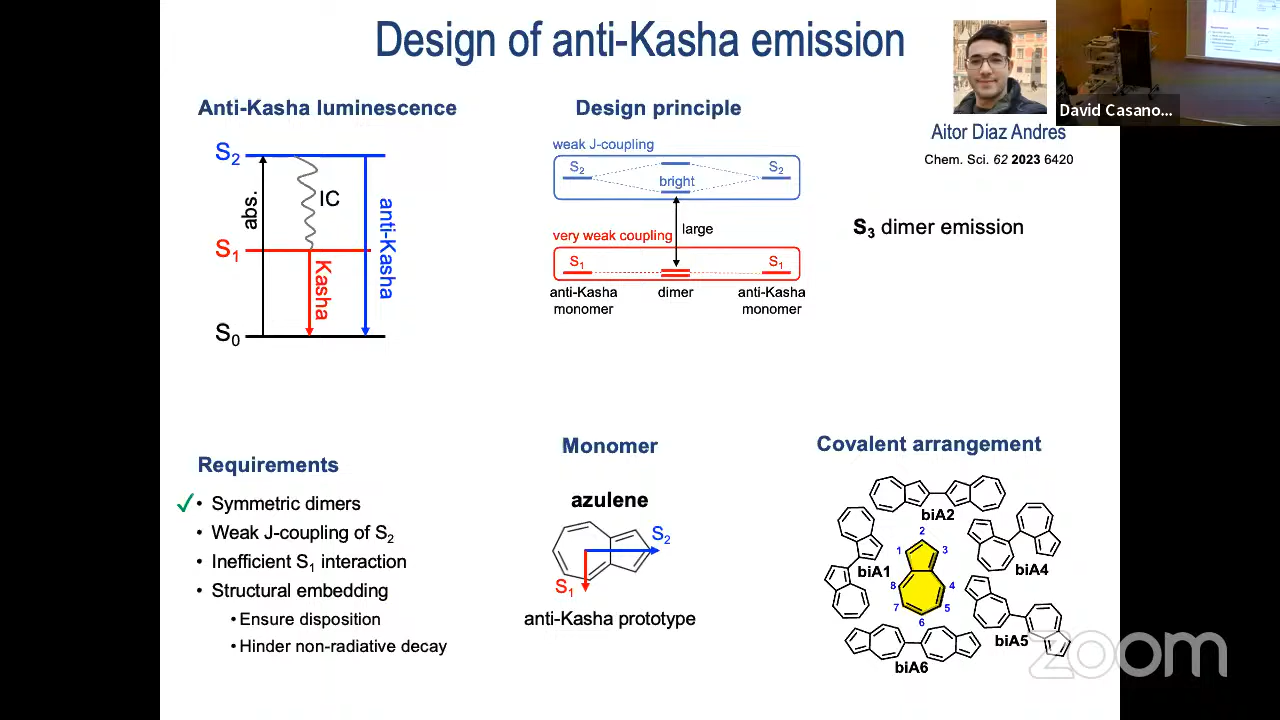 Design of anti-Kasha emission
David Casano...
Aitor Diaz Andres
Chem. Sci. 62 2023 6420
Anti-Kasha luminescence
S2
abs.
IC
anti-Kasha
S1
Kasha
S0
Design principle
weak J-coupling
S2
bright
S2
large
very weak coupling
S1
S1
anti-Kasha
monomer
dimer
anti-Kasha
monomer
S3 dimer emission
Requirements
✓ • Symmetric dimers
• Weak J-coupling of S2
• Inefficient S1 interaction
• Structural embedding
• Ensure disposition
• Hinder non-radiative decay
Monomer
azulene
S2
S1
anti-Kasha prototype
Covalent arrangement
biA2
biA1
biA4
biA5
biA6
2
1
3
8
4
7
5
6
zoom